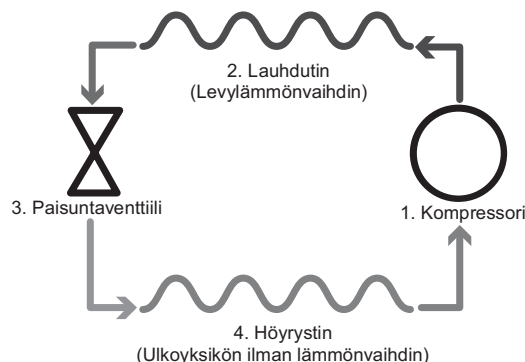 2. Lauhdutin
(Levylämmönvaihdin)
3. Paisuntaventtiili
1. Kompressori
4. Höyrystin
(Ulkoyksikön ilman lämmönvaihdin)